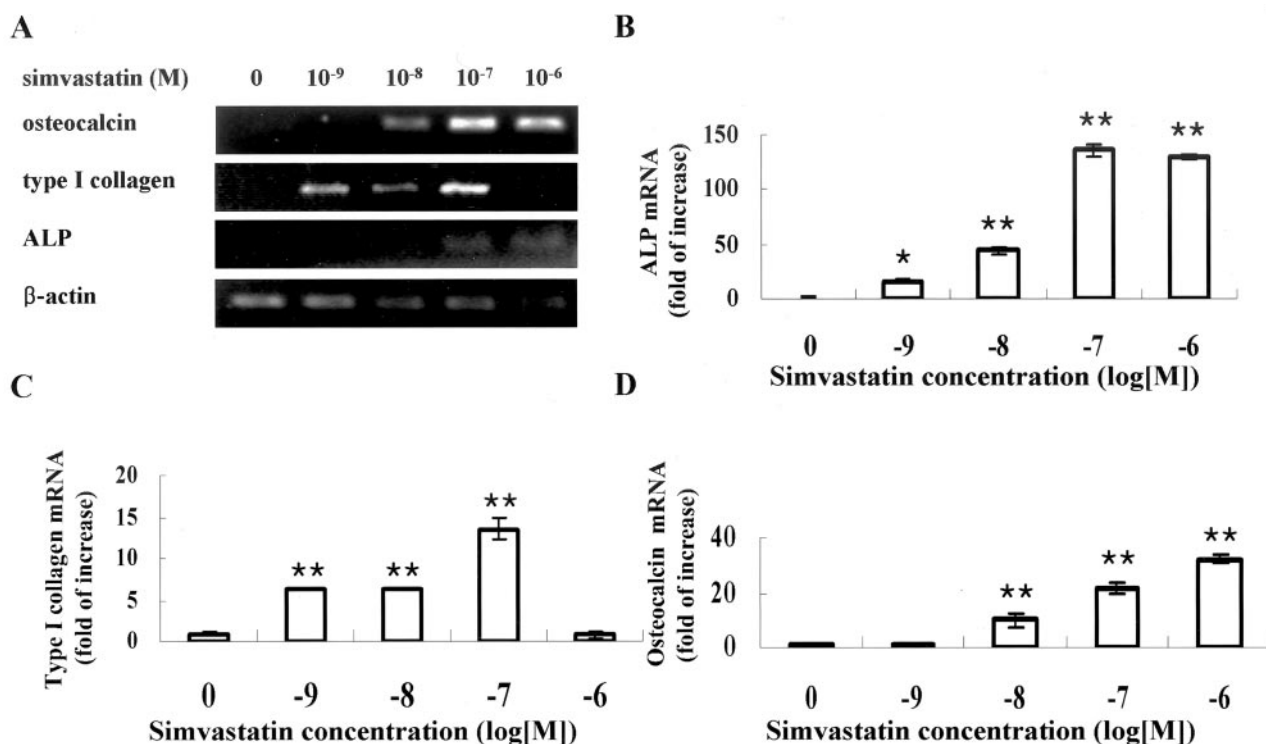 A
simvastatin (M) 0 10⁻⁹ 10⁻⁸ 10⁻⁷ 10⁻⁶
osteocalcin
type I collagen
ALP
β-actin
B
ALP mRNA
(fold of increase)
150
100
50
0
* ** ** **
0 -9 -8 -7 -6
Simvastatin concentration (log[M])
C
Type I collagen mRNA
(fold of increase)
20
15
10
5
0
** ** **
0 -9 -8 -7 -6
Simvastatin concentration (log[M])
D
Osteocalcin mRNA
(fold of increase)
40
20
0
** ** **
0 -9 -8 -7 -6
Simvastatin concentration (log[M])